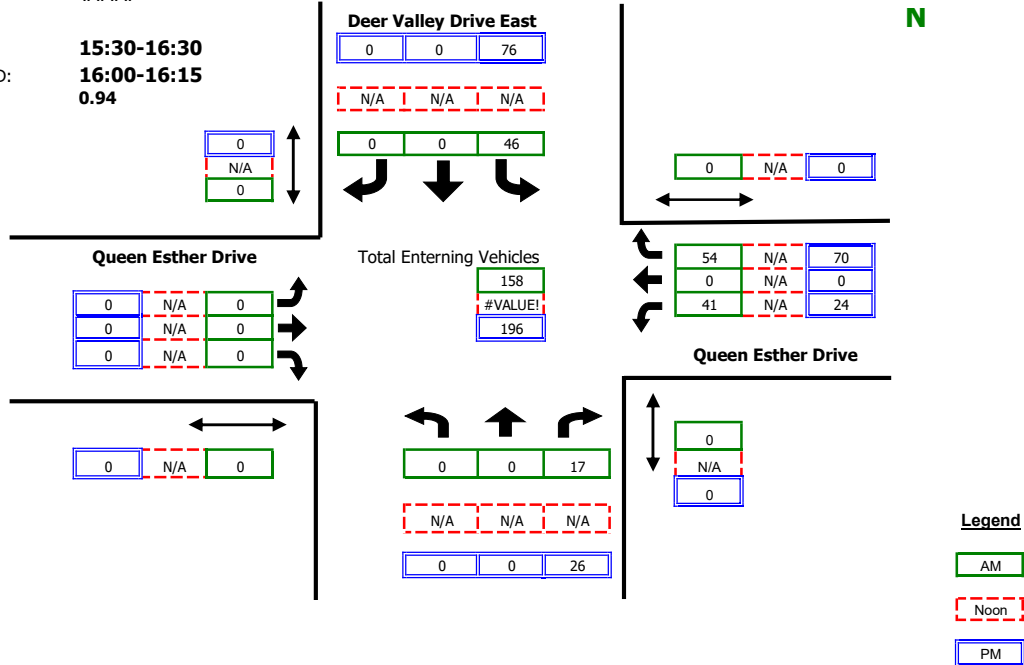 N
Deer Valley Drive East
15:30-16:30
0 0 76
D: 16:00-16:15
0.94
N/A N/A N/A
0 0 46
0
N/A
0
0 N/A 0
Queen Esther Drive
Total Enterning Vehicles
158
#VALUE!
196
54 N/A 70
0 N/A 0
41 N/A 24
0 N/A 0
0 N/A 0
0 N/A 0
Queen Esther Drive
0
N/A
0
0 N/A 0
0 0 17
N/A N/A N/A
0 0 26
Legend
AM
Noon
PM